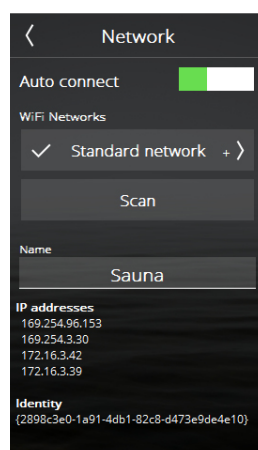 Network
Auto connect
WiFi Networks
Standard network +
Scan
Name
Sauna
IP addresses
169.254.96.153
169.254.3.30
172.16.3.42
172.16.3.39
Identity
{2898c3e0-1a91-4db1-82c8-d473e9de4e10}